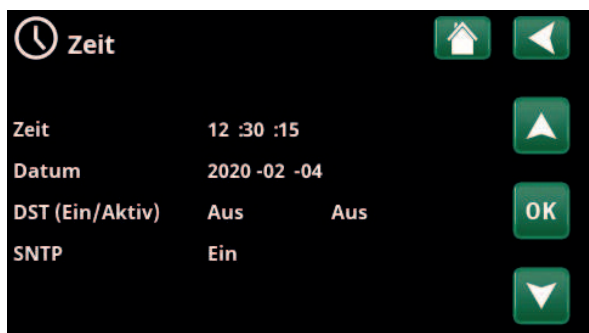 Zeit
Zeit 12 :30 :15
Datum 2020 -02 -04
DST (Ein/Aktiv) Aus Aus
OK
SNTP Ein